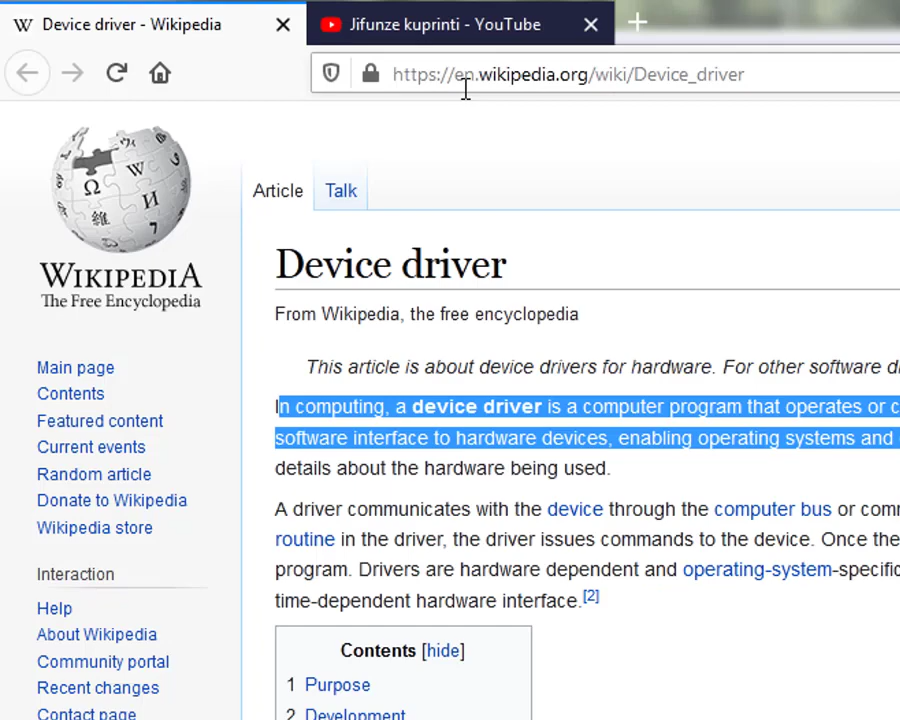 Device driver - Wikipedia
Jifunze kuprinti - YouTube
https://en.wikipedia.org/wiki/Device_driver
WIKIPEDIA
The Free Encyclopedia
Article
Talk
Device driver
From Wikipedia, the free encyclopedia
This article is about device drivers for hardware. For other software
In computing, a device driver is a computer program that operates or
software interface to hardware devices, enabling operating systems and
details about the hardware being used.
A driver communicates with the device through the computer bus or
routine in the driver, the driver issues commands to the device. Once the
program. Drivers are hardware dependent and operating-system-specific
time-dependent hardware interface.[2]
Contents [hide]
1 Purpose
2 Development
Main page
Contents
Featured content
Current events
Random article
Donate to Wikipedia
Wikipedia store
Interaction
Help
About Wikipedia
Community portal
Recent changes
Contact page